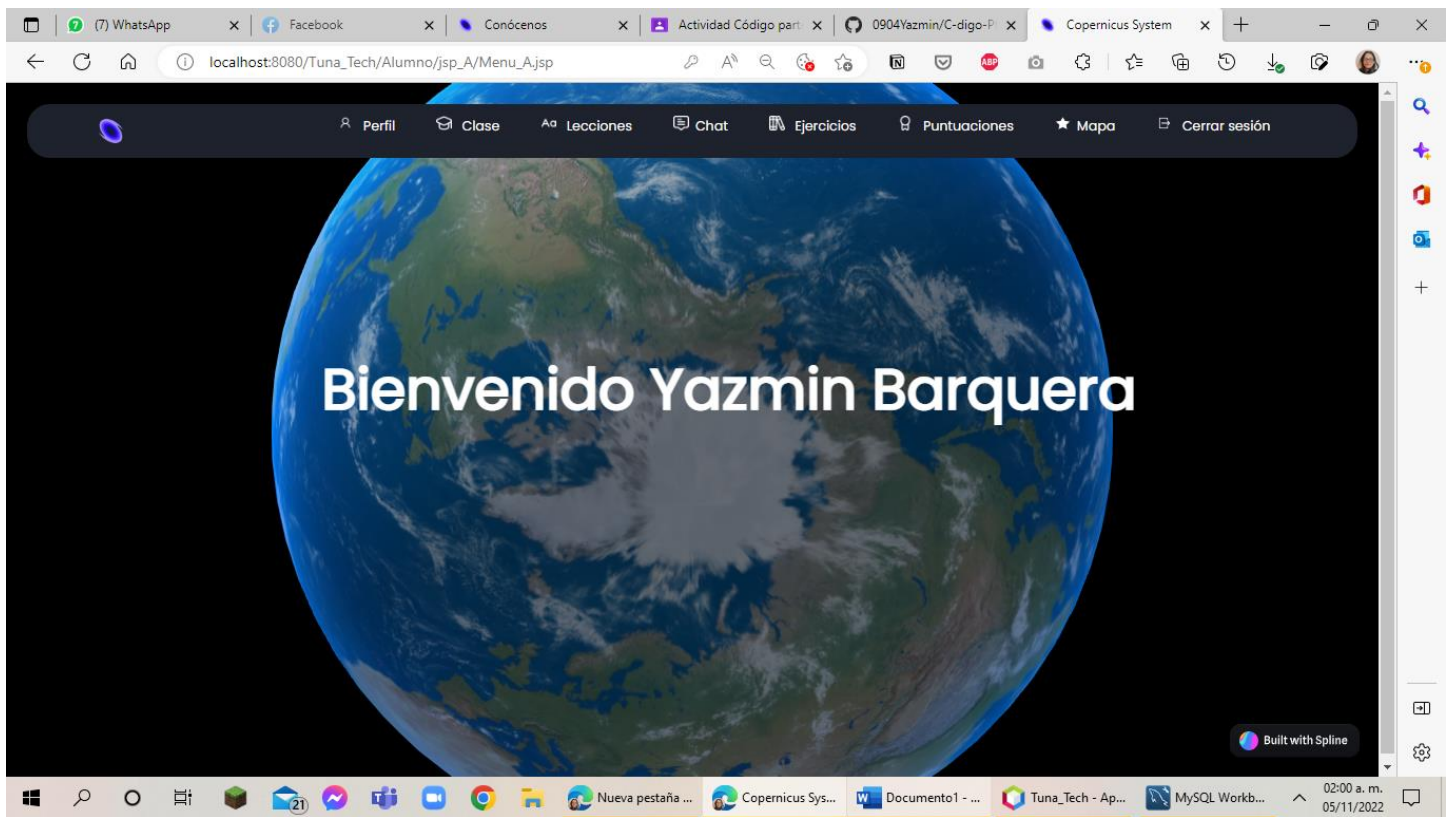 (7) WhatsApp
Facebook
Conócenos
Actividad Código part
0904Yazmin/C-digo-P
Copernicus System
localhost:8080/Tuna_Tech/Alumno/jsp_A/Menu_A.jsp
ABP
Perfil
Clase
Aa Lecciones
Chat
Ejercicios
Puntuaciones
Mapa
Cerrar sesión
Bienvenido Yazmin Barquera
Built with Spline
21
Nueva pestaña ...
Copernicus Sys...
Documento1 - ...
Tuna_Tech - Ap...
MySQL Workb...
02:00 a. m.
05/11/2022